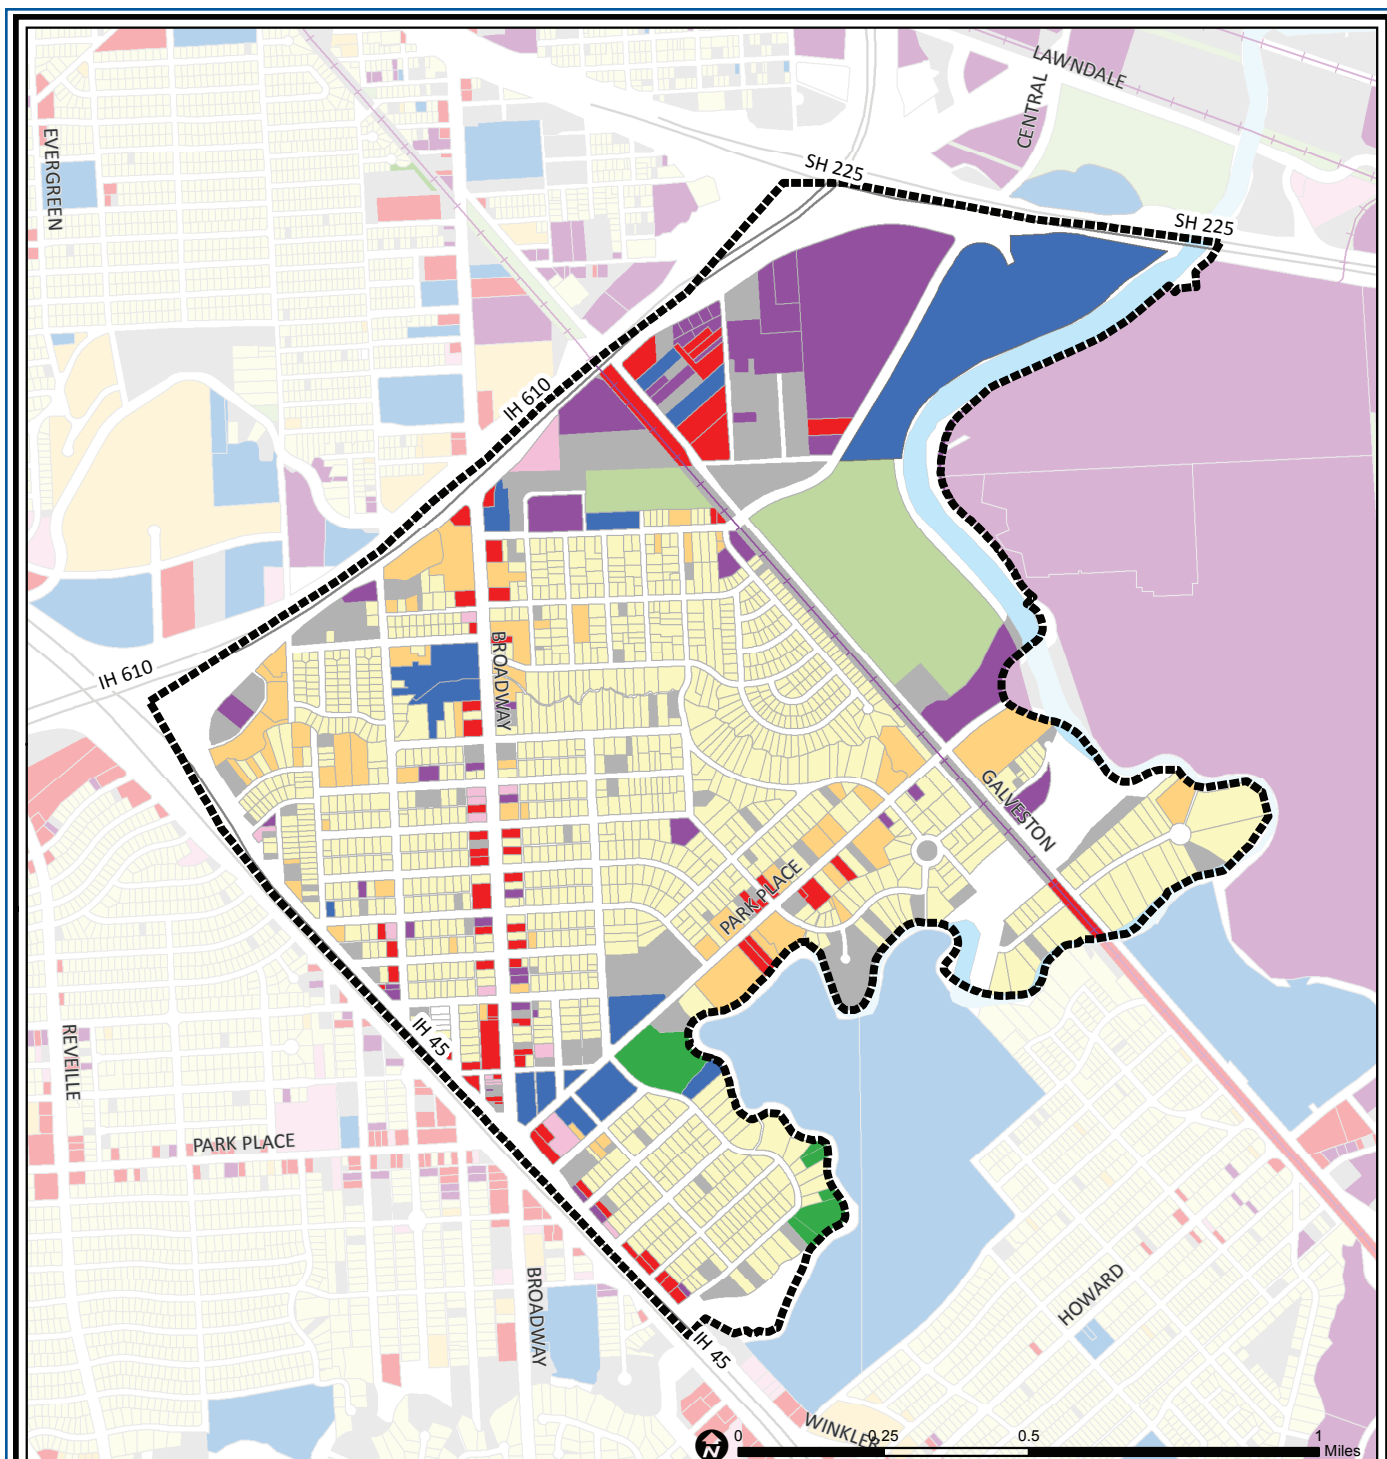 LAWNDALE
CENTRAL
EVERGREEN
SH 225
SH 225
IH 610
BROADWAY
IH 610
GALVESTON
PARK PLACE
IH 45
REVEILLE
PARK PLACE
BROADWAY
HOWARD
IH 45
WINKLER
N
0 0.25 0.5 1
Miles